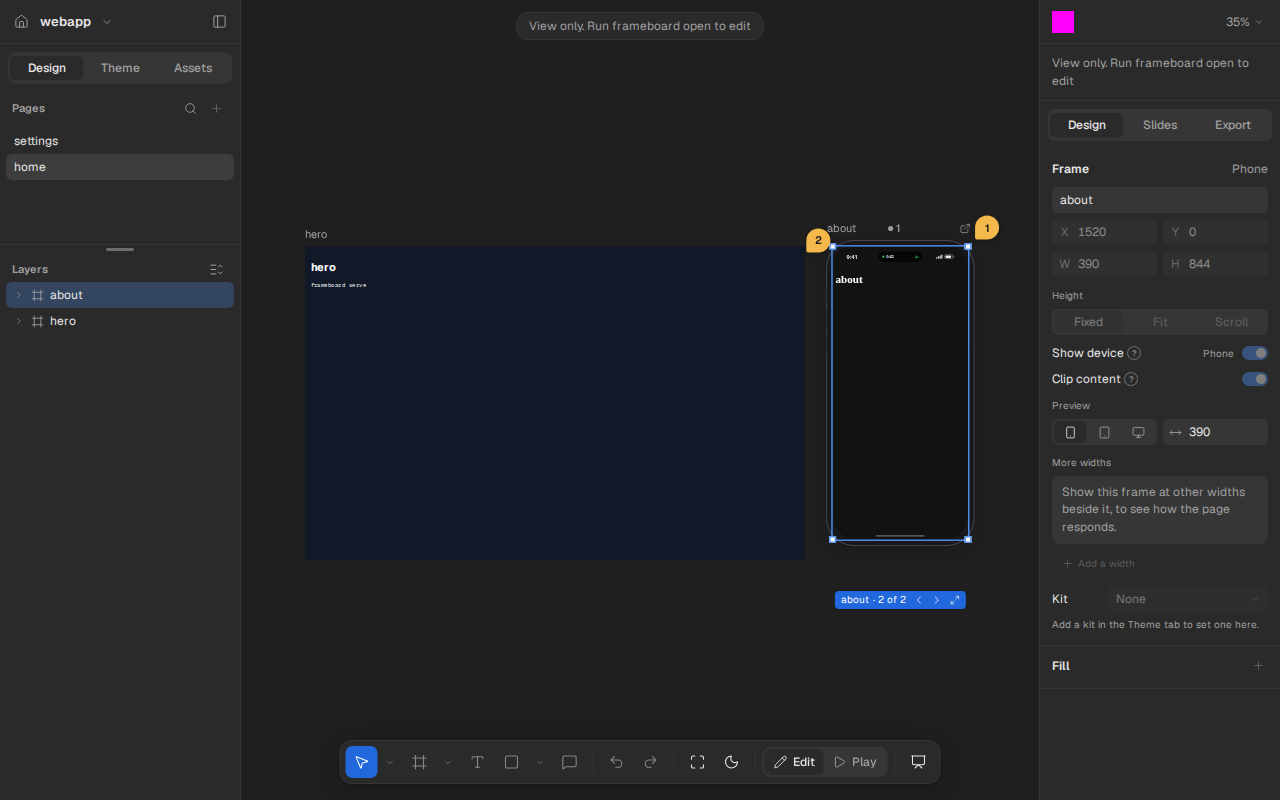 webapp
Design
Theme
Assets
Pages
settings
home
Layers
about
hero
View only. Run frameboard open to edit
hero
hero
frameboard serve
about
1
1
2
9:41
about
about - 2 of 2
Edit
Play
35%
View only. Run frameboard open to
edit
Design
Slides
Export
Frame
Phone
about
X 1520
Y 0
W 390
H 844
Height
Fixed
Fit
Scroll
Show device ?
Phone
Clip content ?
Preview
390
More widths
Show this frame at other widths
beside it, to see how the page
responds.
Add a width
Kit
None
Add a kit in the Theme tab to set one here.
Fill